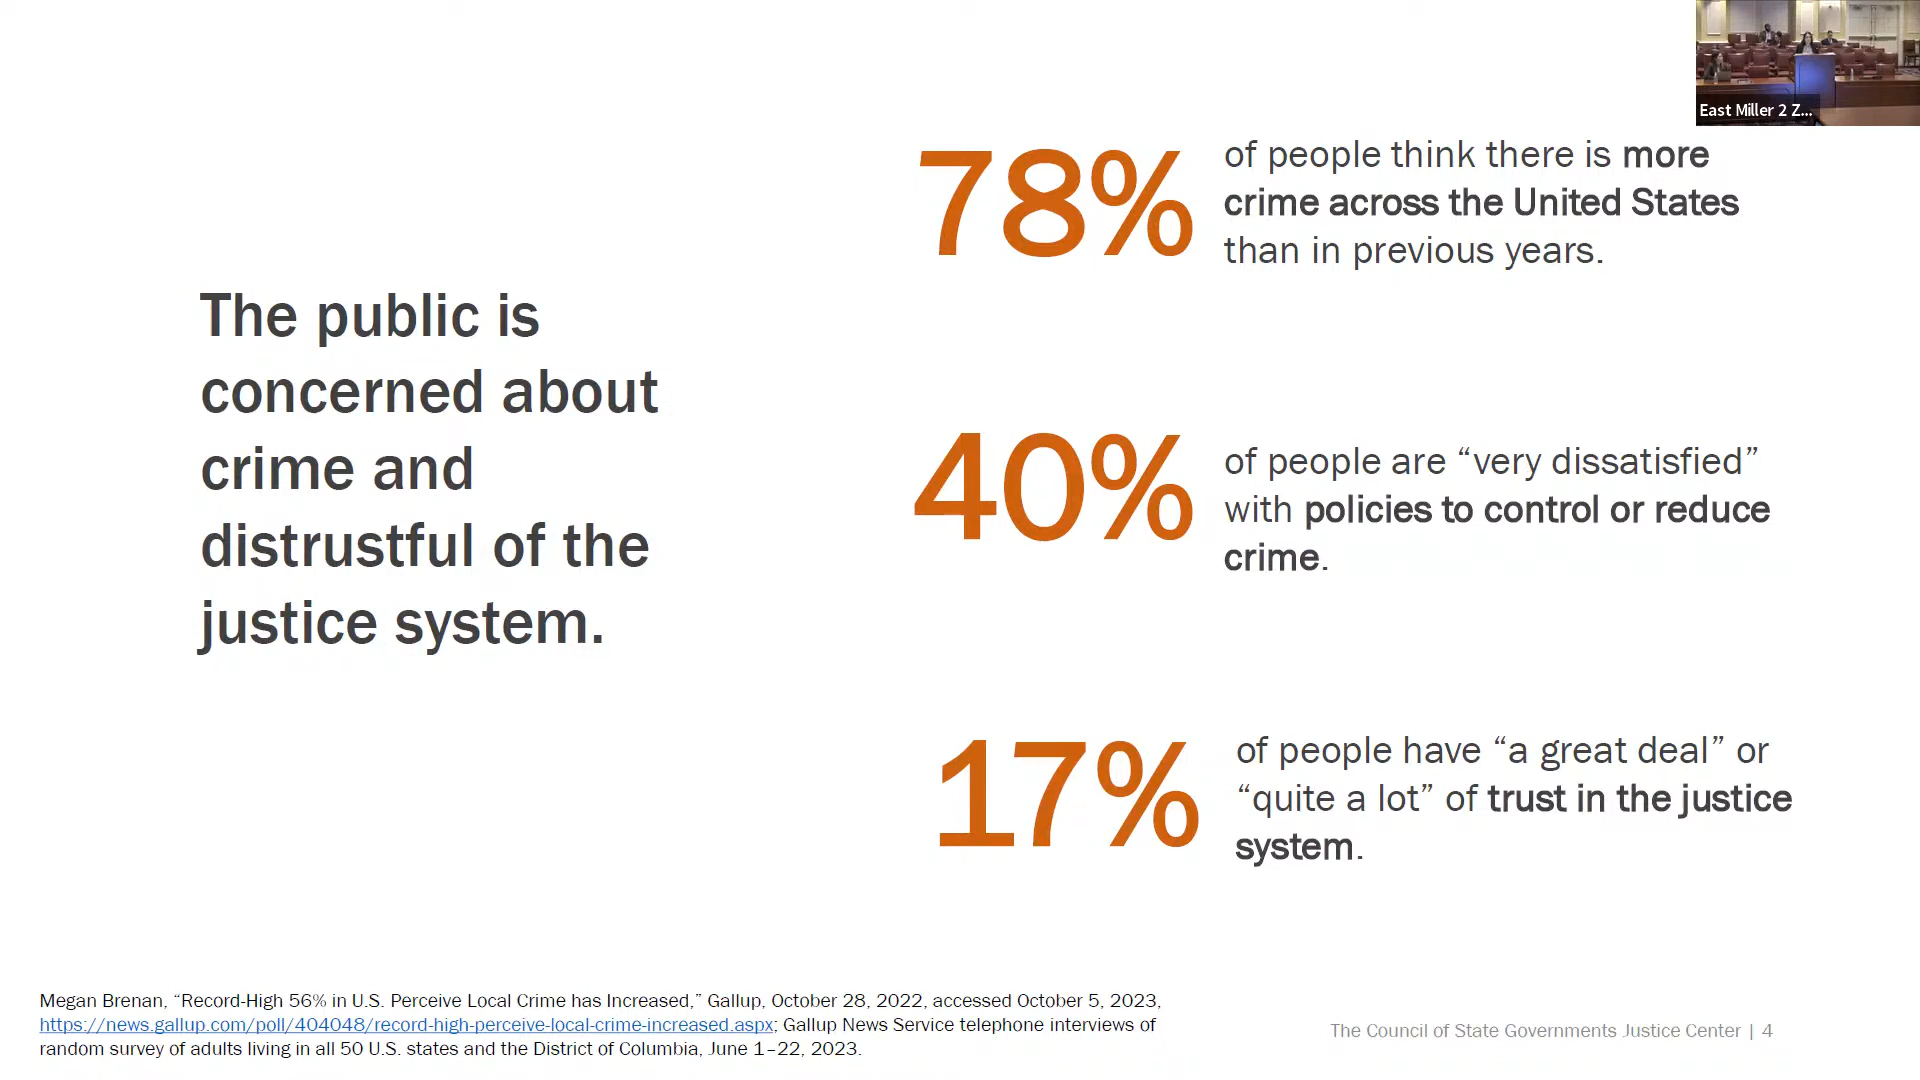 East Miller 2 Z...
The public is
concerned about
crime and
distrustful of the
justice system.
78%
of people think there is more
crime across the United States
than in previous years.
40%
of people are “very dissatisfied”
with policies to control or reduce
crime.
17%
of people have “a great deal” or
“quite a lot” of trust in the justice
system.
Megan Brenan, “Record-High 56% in U.S. Perceive Local Crime has Increased,” Gallup, October 28, 2022, accessed October 5, 2023,
https://news.gallup.com/poll/404048/record-high-perceive-local-crime-increased.aspx; Gallup News Service telephone interviews of
random survey of adults living in all 50 U.S. states and the District of Columbia, June 1–22, 2023.
The Council of State Governments Justice Center | 4